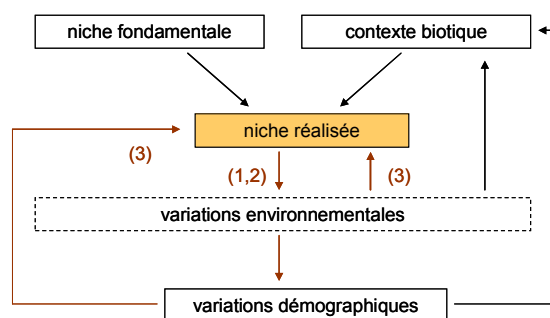 niche fondamentale
contexte biotique
niche réalisée
(3)
(1,2)
(3)
variations environnementales
variations démographiques